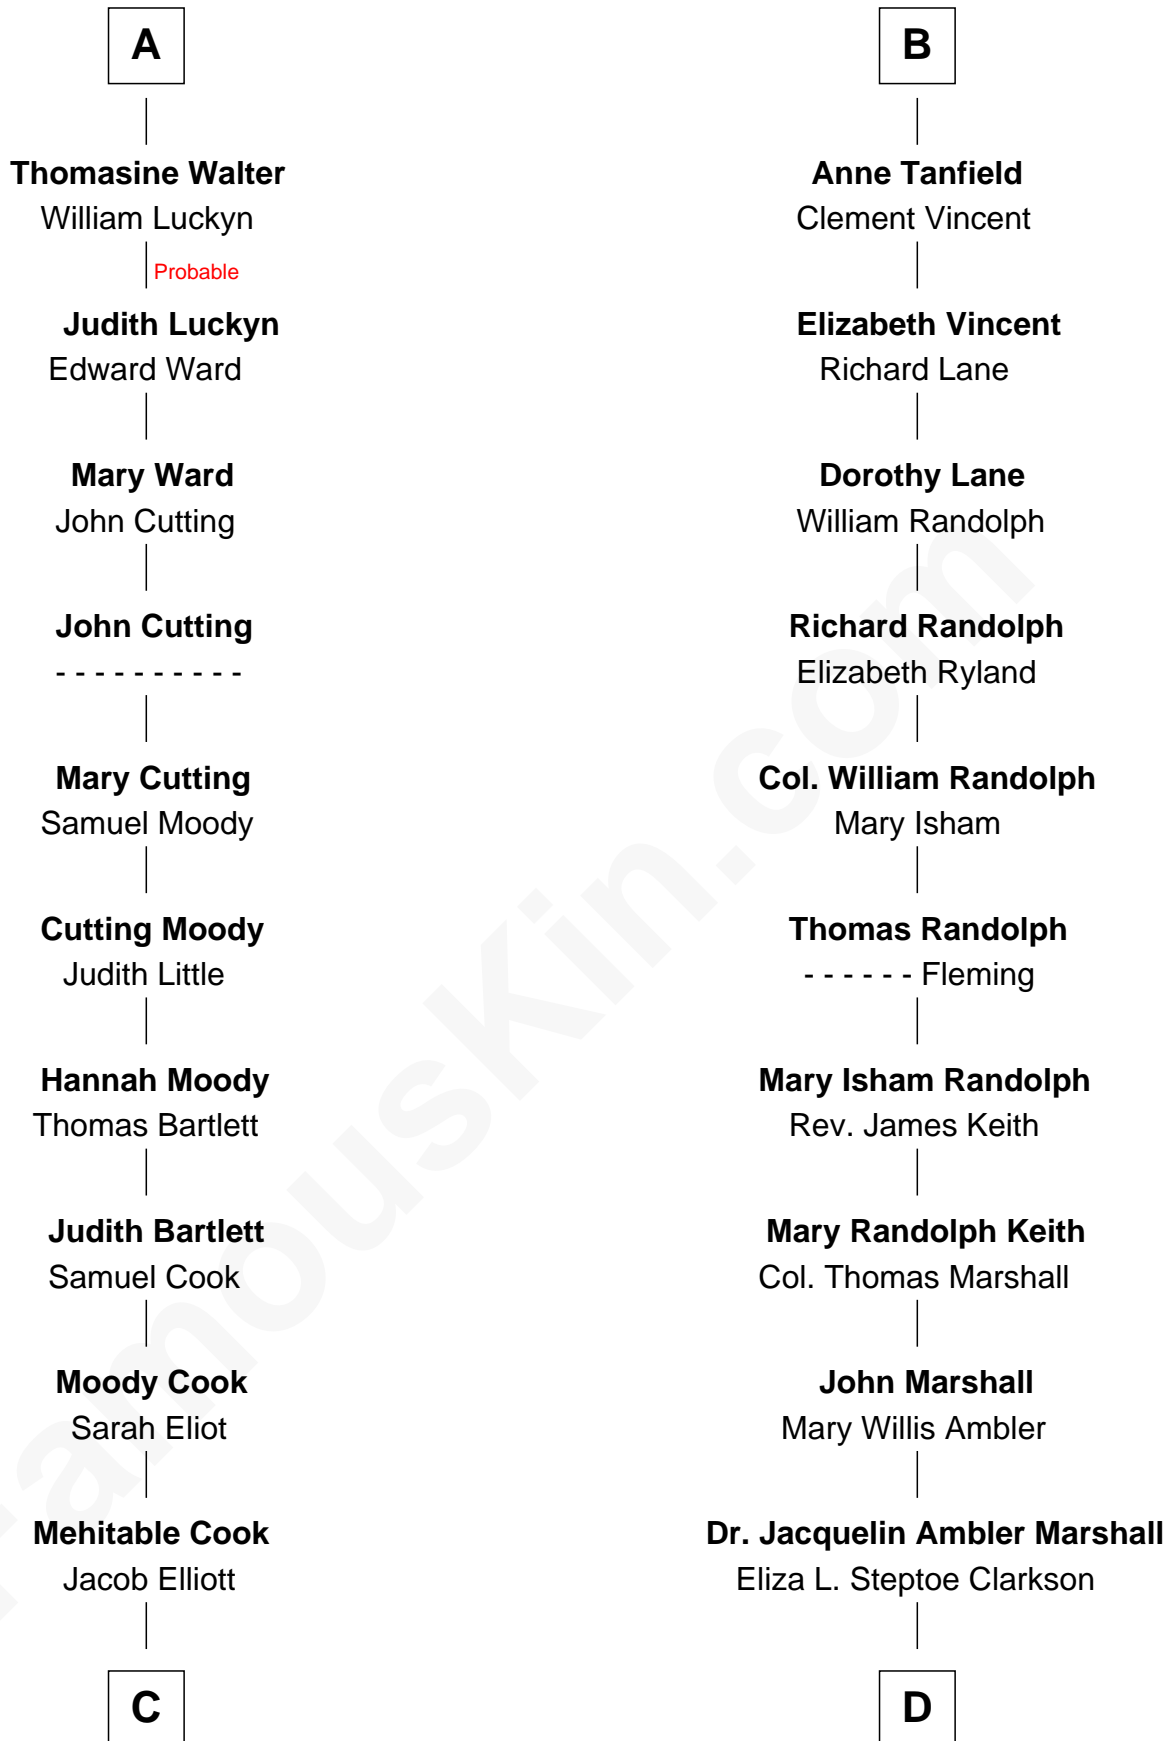 A
Thomasine Walter
William Luckyn
Probable
Judith Luckyn
Edward Ward
Mary Ward
John Cutting
John Cutting
- - - - - - - - - -
Mary Cutting
Samuel Moody
Cutting Moody
Judith Little
Hannah Moody
Thomas Bartlett
Judith Bartlett
Samuel Cook
Moody Cook
Sarah Eliot
Mehitable Cook
Jacob Elliott
C
B
Anne Tanfield
Clement Vincent
Elizabeth Vincent
Richard Lane
Dorothy Lane
William Randolph
Richard Randolph
Elizabeth Ryland
Col. William Randolph
Mary Isham
Thomas Randolph
- - - - - - Fleming
Mary Isham Randolph
Rev. James Keith
Mary Randolph Keith
Col. Thomas Marshall
John Marshall
Mary Willis Ambler
Dr. Jacquelin Ambler Marshall
Eliza L. Steptoe Clarkson
D
FamousKin.com